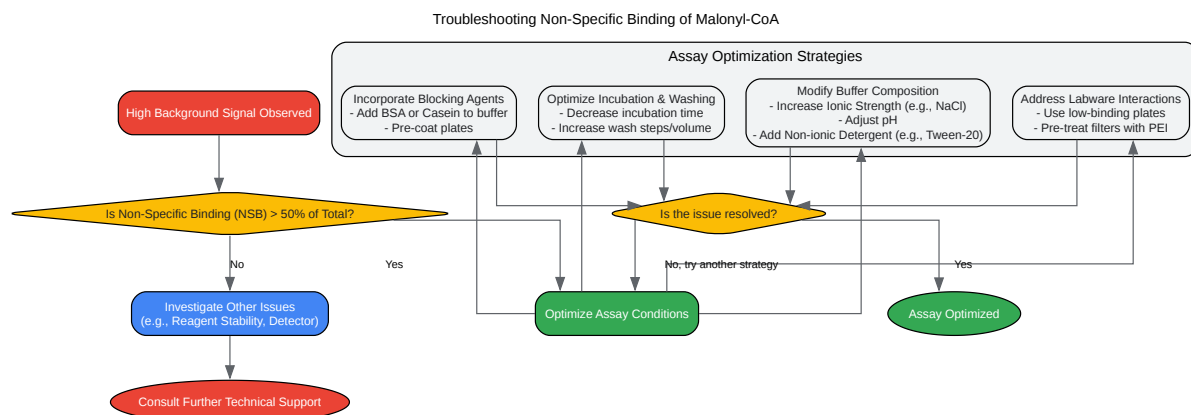 Troubleshooting Non-Specific Binding of Malonyl-CoA
Assay Optimization Strategies
High Background Signal Observed
Incorporate Blocking Agents
- Add BSA or Casein to buffer
- Pre-coat plates
Optimize Incubation & Washing
- Decrease incubation time
- Increase wash steps/volume
Modify Buffer Composition
- Increase Ionic Strength (e.g., NaCl)
- Adjust pH
- Add Non-ionic Detergent (e.g., Tween-20)
Address Labware Interactions
- Use low-binding plates
- Pre-treat filters with PEI
Is Non-Specific Binding (NSB) > 50% of Total?
Is the issue resolved?
No
Yes
No, try another strategy
Yes
Investigate Other Issues
(e.g., Reagent Stability, Detector)
Optimize Assay Conditions
Assay Optimized
Consult Further Technical Support